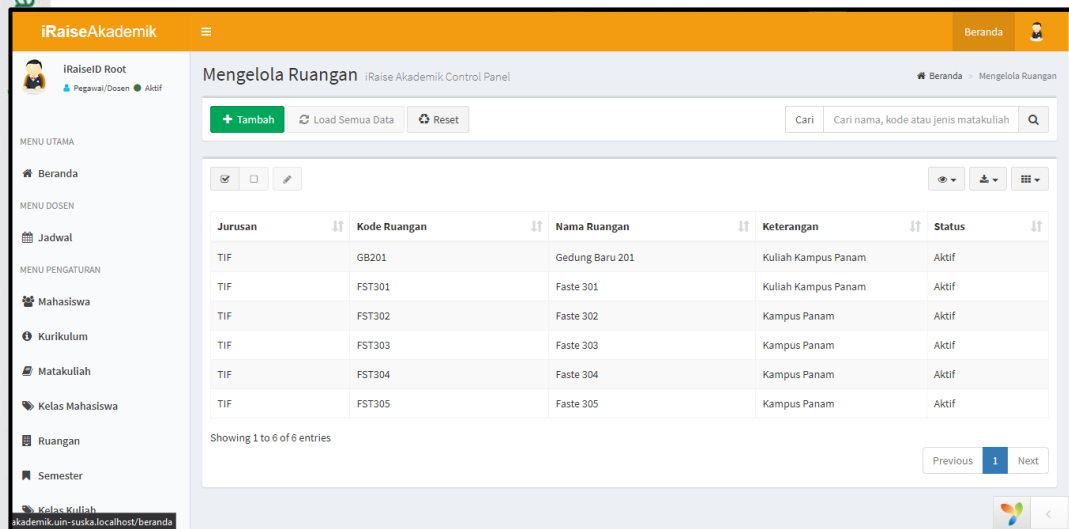 iRaiseAkademik
Beranda
iRaiseID Root
Pegawai/Dosen Aktif
Mengelola Ruangan iRaise Akademik Control Panel
Beranda > Mengelola Ruangan
Tambah Load Semua Data Reset
Cari Cari nama, kode atau jenis matakuliah
MENU UTAMA
Beranda
MENU DOSEN
Jadwal
MENU PENGATURAN
Mahasiswa
Kurikulum
Matakuliah
Kelas Mahasiswa
Ruangan
Semester
Kelas Kuliah
akademik.uin-suska.localhost/beranda
Jurusan Kode Ruangan Nama Ruangan Keterangan Status
TIF GB201 Gedung Baru 201 Kuliah Kampus Panam Aktif
TIF FST301 Faste 301 Kuliah Kampus Panam Aktif
TIF FST302 Faste 302 Kampus Panam Aktif
TIF FST303 Faste 303 Kampus Panam Aktif
TIF FST304 Faste 304 Kampus Panam Aktif
TIF FST305 Faste 305 Kampus Panam Aktif
Showing 1 to 6 of 6 entries
Previous 1 Next